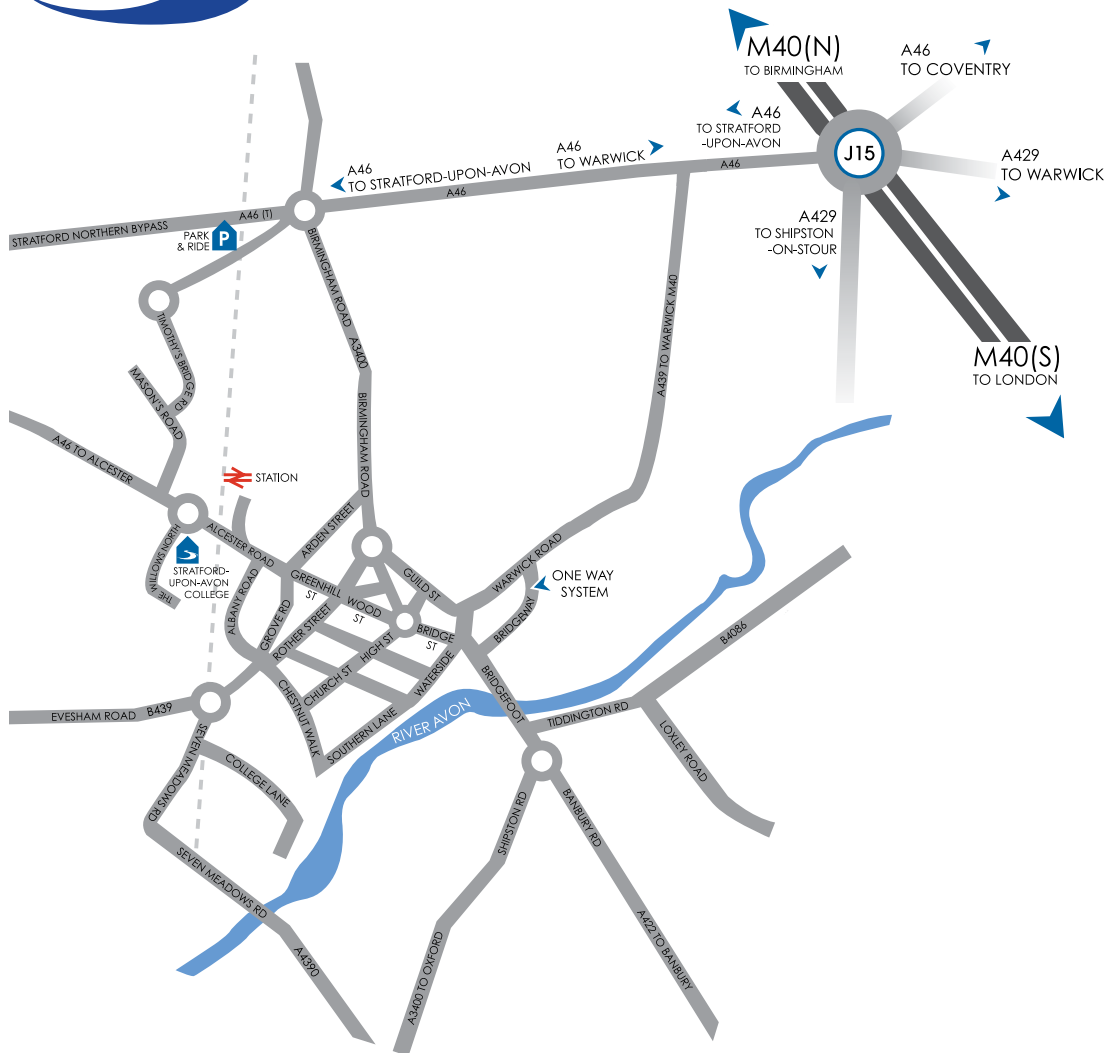 M40(N)
TO BIRMINGHAM
A46
TO COVENTRY
A46
TO STRATFORD
-UPON-AVON
J15
A429
TO WARWICK
A46
TO WARWICK
A46
TO STRATFORD-UPON-AVON
A46
A46
A429
TO SHIPSTON
-ON-STOUR
A46 (T)
STRATFORD NORTHERN BYPASS
PARK
& RIDE
P
BIRMINGHAM ROAD
A3400
BIRMINGHAM ROAD
A439 TO WARWICK M40
M40(S)
TO LONDON
TIMOTHY'S BRIDGE RD
MASON'S ROAD
A46 TO ALCESTER
STATION
THE WILLOWS NORTH
STRATFORD-
UPON-AVON
COLLEGE
ALCESTER ROAD
ARDEN STREET
GREENHILL
ST
WOOD
ST
GUILD ST
BRIDGE
ST
WARWICK ROAD
ONE WAY
SYSTEM
BRIDGEWAY
ALBANY ROAD
GROVE RD
ROTHER STREET
HIGH ST
CHURCH ST
WATERSIDE
CHESTNUT WALK
SOUTHERN LANE
BRIDGEFOOT
RIVER AVON
B4086
TIDDINGTON RD
LOXLEY ROAD
EVESHAM ROAD
B439
SEVEN MEADOWS RD
COLLEGE LANE
SEVEN MEADOWS RD
A4390
SHIPSTON RD
A3400 TO OXFORD
BANBURY RD
A422 TO BANBURY